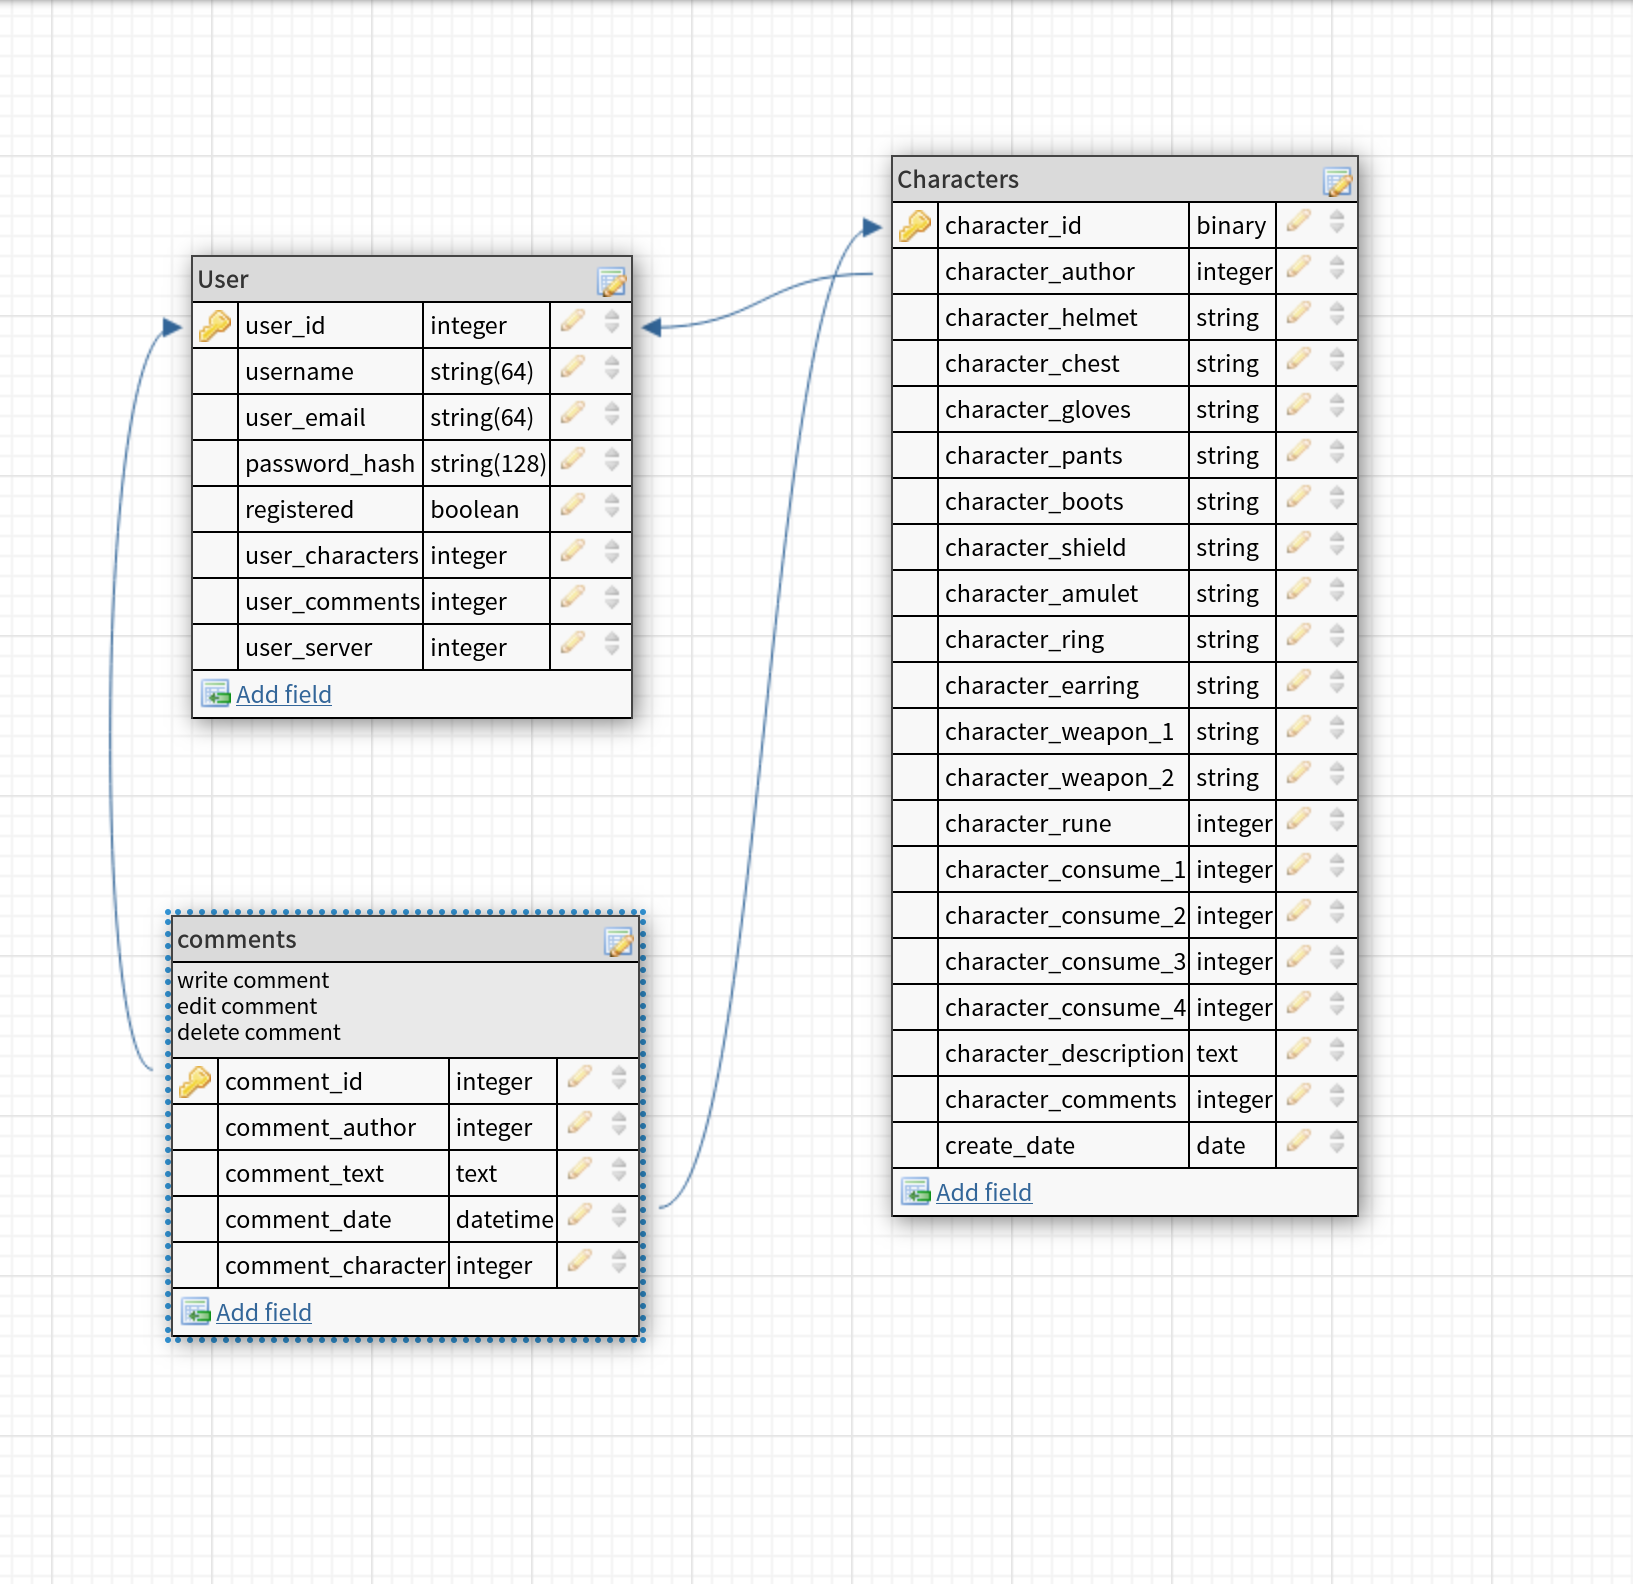 User
user_id integer
username string(64)
user_email string(64)
password_hash string(128)
registered boolean
user_characters integer
user_comments integer
user_server integer
Add field
Characters
character_id binary
character_author integer
character_helmet string
character_chest string
character_gloves string
character_pants string
character_boots string
character_shield string
character_amulet string
character_ring string
character_earring string
character_weapon_1 string
character_weapon_2 string
character_rune integer
character_consume_1 integer
character_consume_2 integer
character_consume_3 integer
character_consume_4 integer
character_description text
character_comments integer
create_date date
Add field
comments
write comment
edit comment
delete comment
comment_id integer
comment_author integer
comment_text text
comment_date datetime
comment_character integer
Add field